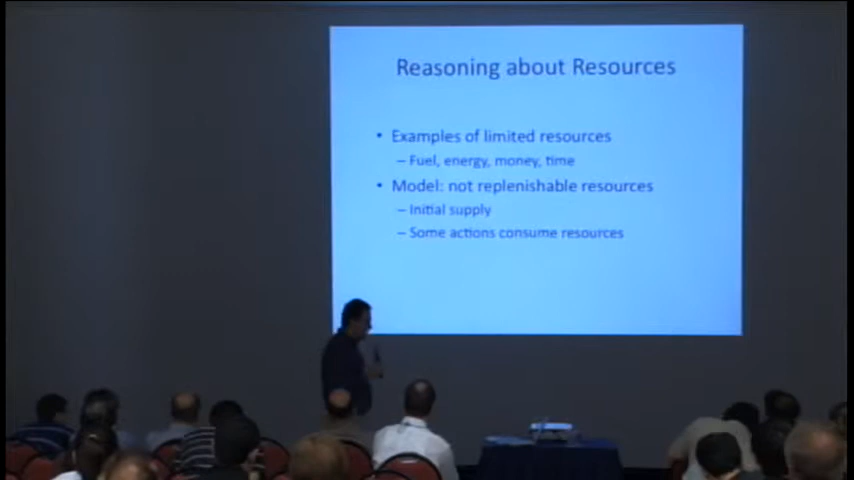 Reasoning about Resources
• Examples of limited resources
– Fuel, energy, money, time
• Model: not replenishable resources
– Initial supply
– Some actions consume resources